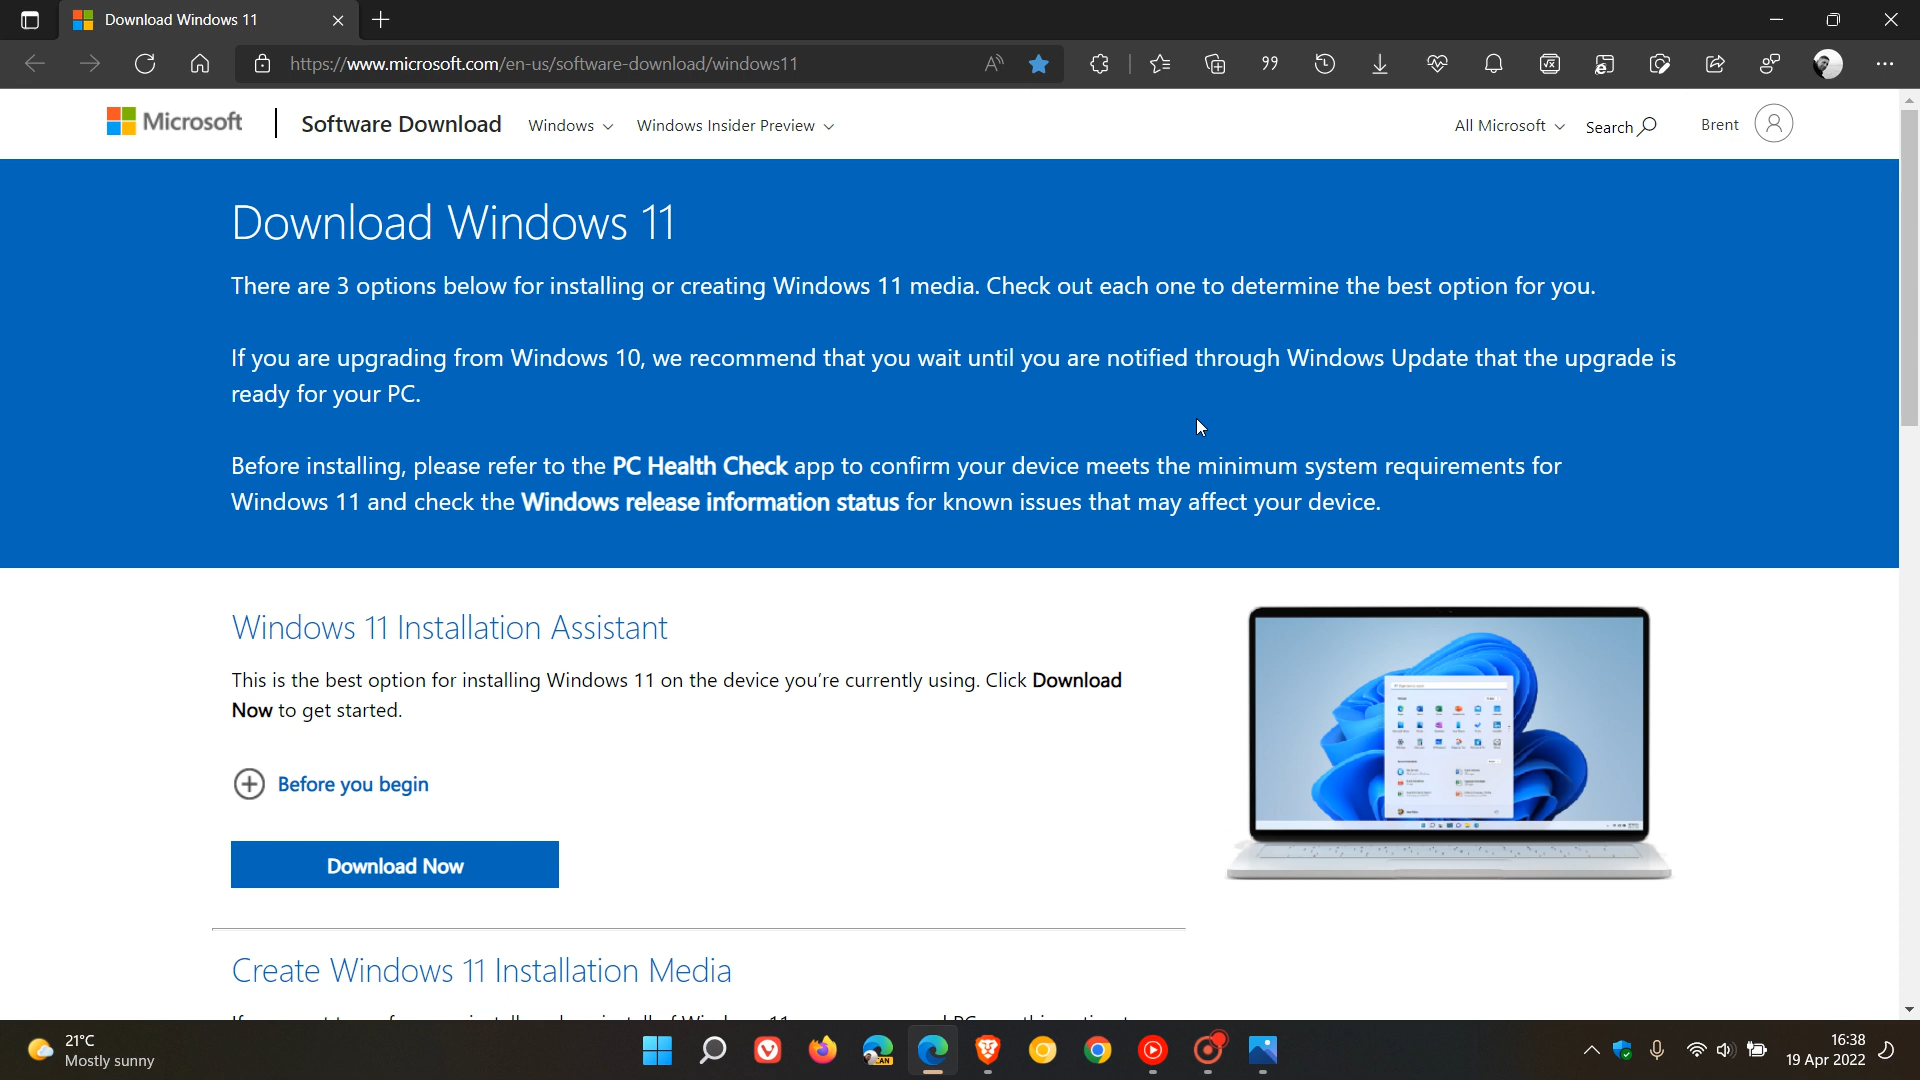 Download Windows 11
https://www.microsoft.com/en-us/software-download/windows11
Microsoft
Software Download
Windows
Windows Insider Preview
All Microsoft
Search
Brent
Download Windows 11
There are 3 options below for installing or creating Windows 11 media. Check out each one to determine the best option for you.
If you are upgrading from Windows 10, we recommend that you wait until you are notified through Windows Update that the upgrade is
ready for your PC.
Before installing, please refer to the PC Health Check app to confirm your device meets the minimum system requirements for
Windows 11 and check the Windows release information status for known issues that may affect your device.
Windows 11 Installation Assistant
This is the best option for installing Windows 11 on the device you're currently using. Click Download
Now to get started.
Before you begin
Download Now
Create Windows 11 Installation Media
21°C
Mostly sunny
CAN
16:38
19 Apr 2022